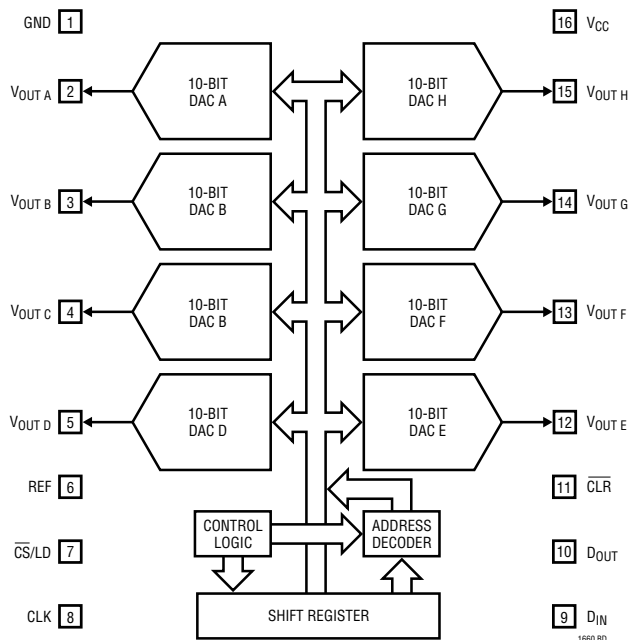 GND 1
16 VCC
VOUT A 2
10-BIT
DAC A
10-BIT
DAC H
15 VOUT H
VOUT B 3
10-BIT
DAC B
10-BIT
DAC G
14 VOUT G
VOUT C 4
10-BIT
DAC B
10-BIT
DAC F
13 VOUT F
VOUT D 5
10-BIT
DAC D
10-BIT
DAC E
12 VOUT E
REF 6
11 C̅L̅R̅
C̅S̅/LD 7
CONTROL
LOGIC
ADDRESS
DECODER
10 DOUT
CLK 8
SHIFT REGISTER
9 DIN
1660 BD